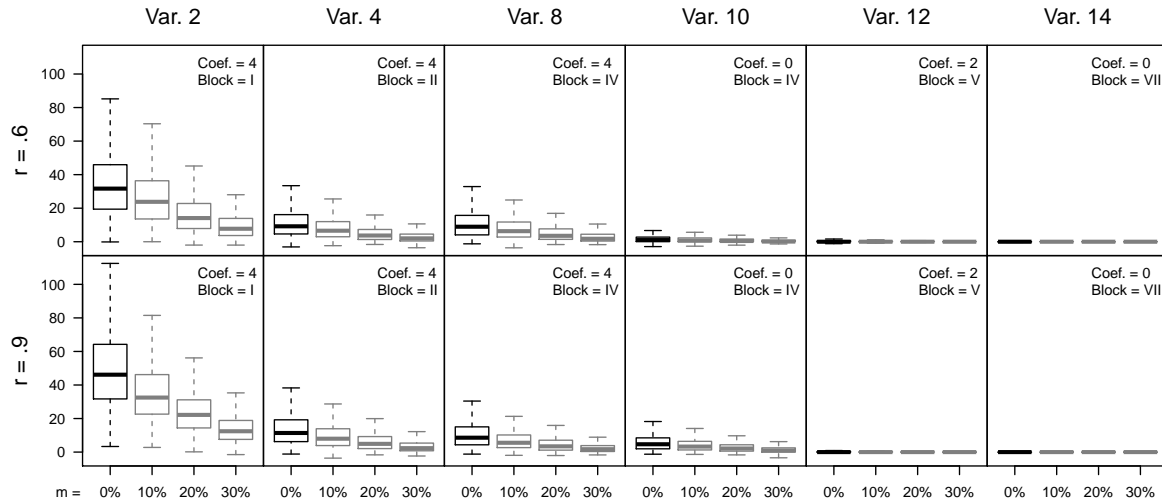 Var. 2 Var. 4 Var. 8 Var. 10 Var. 12 Var. 14
r = .6
100
80
60
40
20
0
Coef. = 4
Block = I
Coef. = 4
Block = II
Coef. = 4
Block = IV
Coef. = 0
Block = IV
Coef. = 2
Block = V
Coef. = 0
Block = VII
r = .9
100
80
60
40
20
0
Coef. = 4
Block = I
Coef. = 4
Block = II
Coef. = 4
Block = IV
Coef. = 0
Block = IV
Coef. = 2
Block = V
Coef. = 0
Block = VII
m = 0% 10% 20% 30% 0% 10% 20% 30% 0% 10% 20% 30% 0% 10% 20% 30% 0% 10% 20% 30% 0% 10% 20% 30%